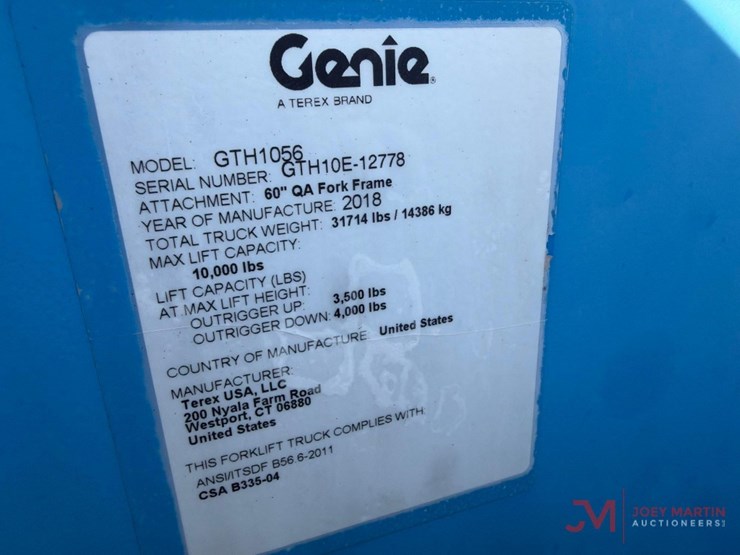 Genie®
A TEREX BRAND
MODEL: GTH1056
SERIAL NUMBER: GTH10E-12778
ATTACHMENT: 60" QA Fork Frame
YEAR OF MANUFACTURE: 2018
TOTAL TRUCK WEIGHT: 31714 lbs / 14386 kg
MAX LIFT CAPACITY:
10,000 lbs
LIFT CAPACITY (LBS)
AT MAX LIFT HEIGHT:
OUTRIGGER UP: 3,500 lbs
OUTRIGGER DOWN: 4,000 lbs
COUNTRY OF MANUFACTURE: United States
MANUFACTURER:
Terex USA, LLC
200 Nyala Farm Road
Westport, CT 06880
United States
THIS FORKLIFT TRUCK COMPLIES WITH:
ANSI/ITSDF B56.6-2011
CSA B335-04
JM JOEY MARTIN
AUCTIONEERS